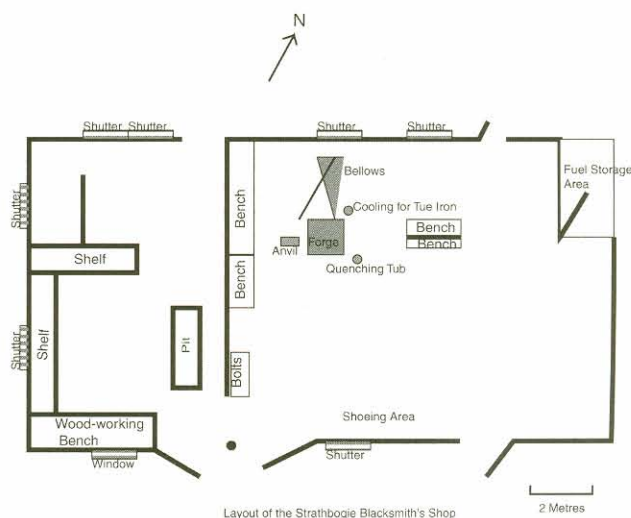 N
Shutter Shutter
Shutter
Shutter
Bellows
Fuel Storage
Area
Shutter
Bench
Cooling for Tue Iron
Bench
Bench
Anvil
Forge
Shelf
Quenching Tub
Bench
Shutter
Shelf
Pit
Bolts
Wood-working
Bench
Shoeing Area
Window
Shutter
Layout of the Strathbogie Blacksmith's Shop
2 Metres